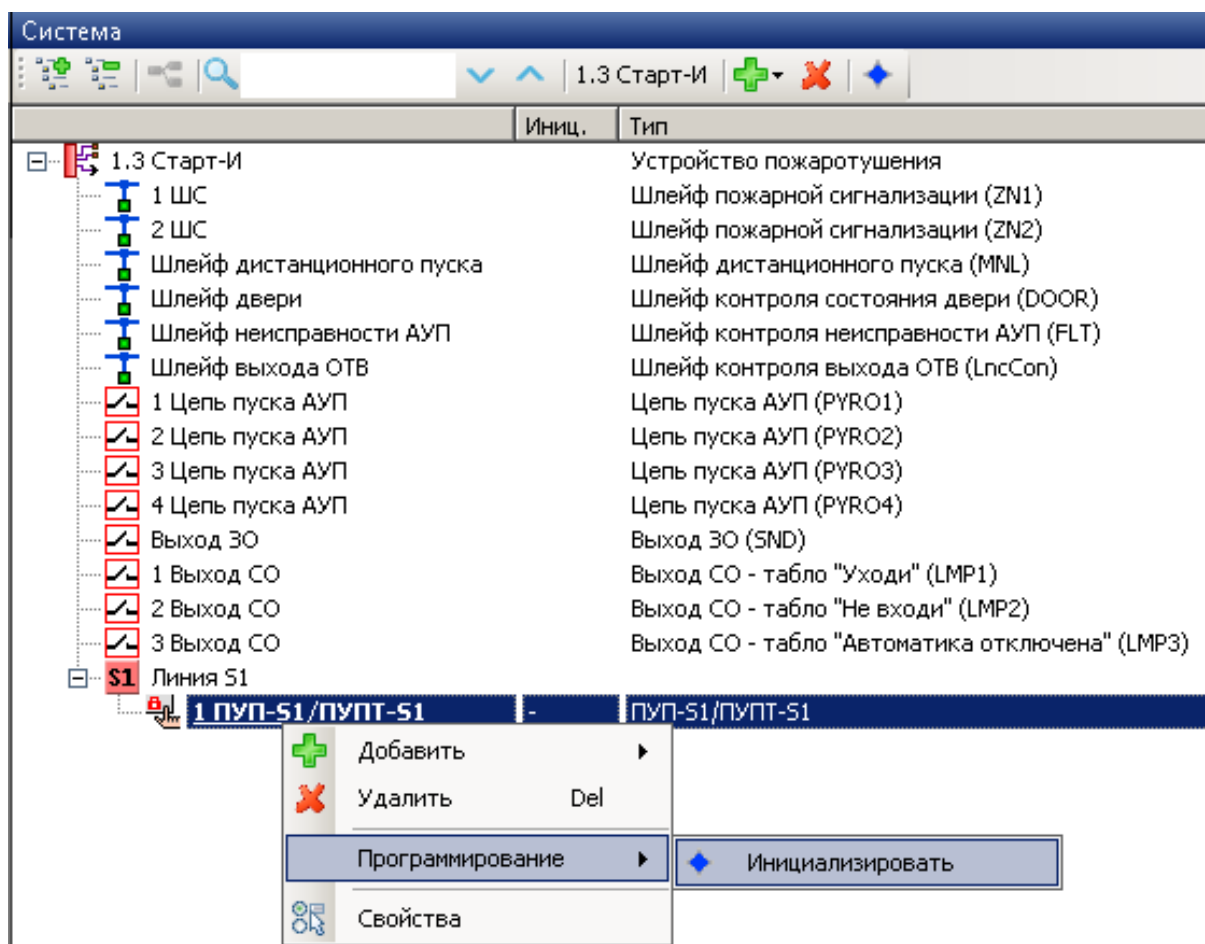 Система
1.3 Старт-И
Иниц. Тип
1.3 Старт-И Устройство пожаротушения
1 ШС Шлейф пожарной сигнализации (ZN1)
2 ШС Шлейф пожарной сигнализации (ZN2)
Шлейф дистанционного пуска Шлейф дистанционного пуска (MNL)
Шлейф двери Шлейф контроля состояния двери (DOOR)
Шлейф неисправности АУП Шлейф контроля неисправности АУП (FLT)
Шлейф выхода ОТВ Шлейф контроля выхода ОТВ (LncCon)
1 Цепь пуска АУП Цепь пуска АУП (PYRO1)
2 Цепь пуска АУП Цепь пуска АУП (PYRO2)
3 Цепь пуска АУП Цепь пуска АУП (PYRO3)
4 Цепь пуска АУП Цепь пуска АУП (PYRO4)
Выход ЗО Выход ЗО (SND)
1 Выход СО Выход СО - табло "Уходи" (LMP1)
2 Выход СО Выход СО - табло "Не входи" (LMP2)
3 Выход СО Выход СО - табло "Автоматика отключена" (LMP3)
S1 Линия S1
1 ПУП-S1/ПУПТ-S1 - ПУП-S1/ПУПТ-S1
Добавить
Удалить Del
Программирование Инициализировать
Свойства